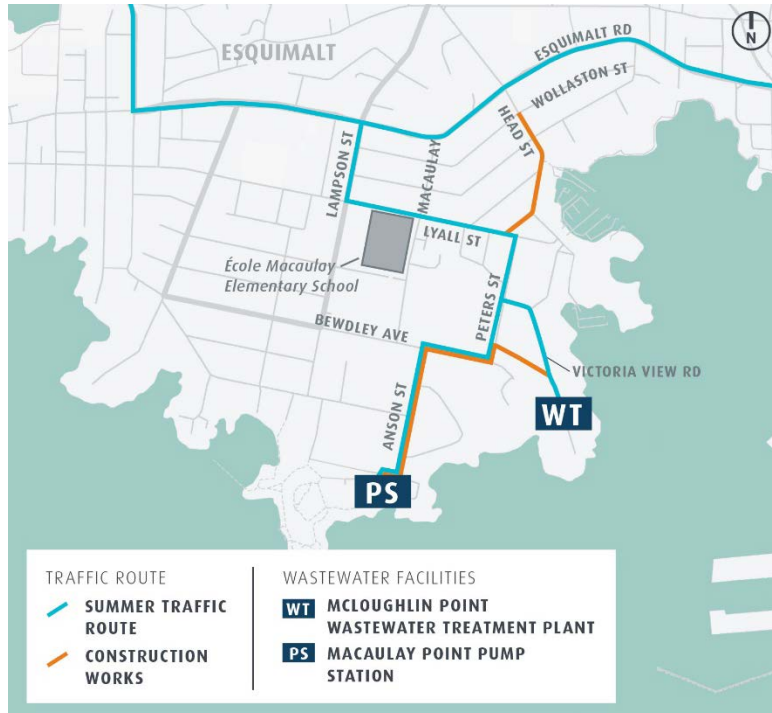 ESQUIMALT
ESQUIMALT RD
N
WOLLASTON ST
HEAD ST
LAMPSON ST
MACAULAY
LYALL ST
École Macaulay
Elementary School
PETERS ST
BEWDLEY AVE
VICTORIA VIEW RD
ANSON ST
WT
PS
TRAFFIC ROUTE
SUMMER TRAFFIC
ROUTE
CONSTRUCTION
WORKS
WASTEWATER FACILITIES
WT MCLOUGHLIN POINT
WASTEWATER TREATMENT PLANT
PS MACAULAY POINT PUMP
STATION